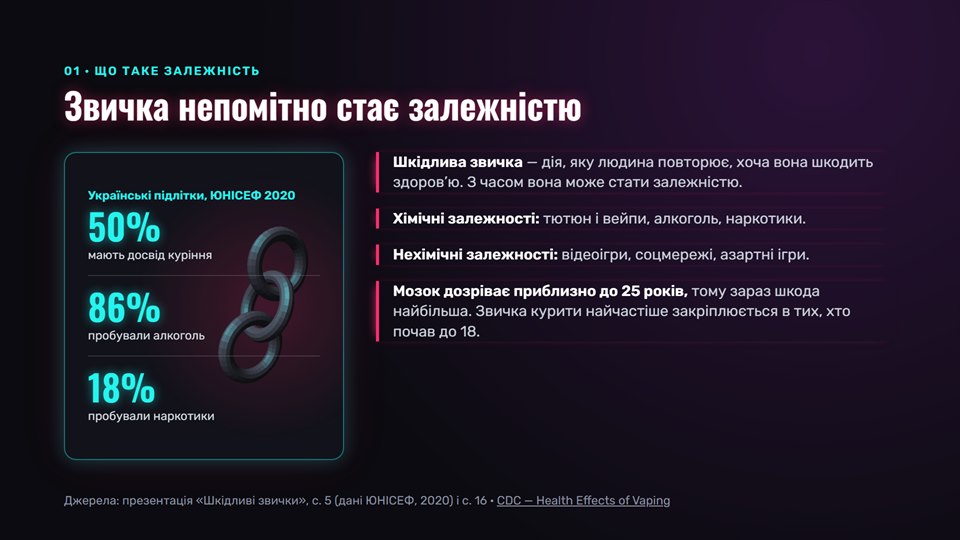 01 • ЩО ТАКЕ ЗАЛЕЖНІСТЬ
Звичка непомітно стає залежністю
Українські підлітки, ЮНІСЕФ 2020
50%
мають досвід куріння
86%
пробували алкоголь
18%
пробували наркотики
Шкідлива звичка — дія, яку людина повторює, хоча вона шкодить
здоров’ю. З часом вона може стати залежністю.
Хімічні залежності: тютюн і вейпи, алкоголь, наркотики.
Нехімічні залежності: відеоігри, соцмережі, азартні ігри.
Мозок дозріває приблизно до 25 років, тому зараз шкода
найбільша. Звичка курити найчастіше закріплюється в тих, хто
почав до 18.
Джерела: презентація «Шкідливі звички», с. 5 (дані ЮНІСЕФ, 2020) і с. 16 • CDC — Health Effects of Vaping